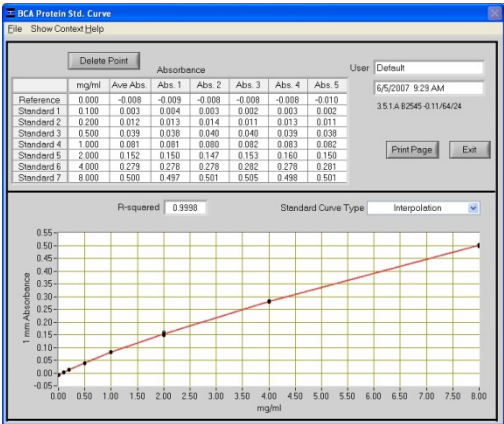 BCA Protein Std. Curve
File Show Context Help
Delete Point
Absorbance
User Default
6/5/2007 9:29 AM
3.5.1 A B2545 -0.11/64/24
Print Page Exit
mg/ml Ave Abs. Abs. 1 Abs. 2 Abs. 3 Abs. 4 Abs. 5
Reference 0.000 -0.008 -0.009 -0.008 -0.008 -0.008 -0.010
Standard 1 0.100 0.003 0.004 0.003 0.002 0.003 0.002
Standard 2 0.200 0.012 0.013 0.014 0.011 0.013 0.011
Standard 3 0.500 0.039 0.038 0.040 0.040 0.039 0.038
Standard 4 1.000 0.081 0.081 0.080 0.082 0.083 0.082
Standard 5 2.000 0.152 0.150 0.147 0.153 0.160 0.150
Standard 6 4.000 0.279 0.278 0.278 0.282 0.278 0.281
Standard 7 8.000 0.500 0.497 0.501 0.505 0.498 0.501
R-squared 0.9998
Standard Curve Type Interpolation
1 mm Absorbance
0.55
0.50
0.45
0.40
0.35
0.30
0.25
0.20
0.15
0.10
0.05
0.00
-0.05
0.00 0.50 1.00 1.50 2.00 2.50 3.00 3.50 4.00 4.50 5.00 5.50 6.00 6.50 7.00 7.50 8.00
mg/ml